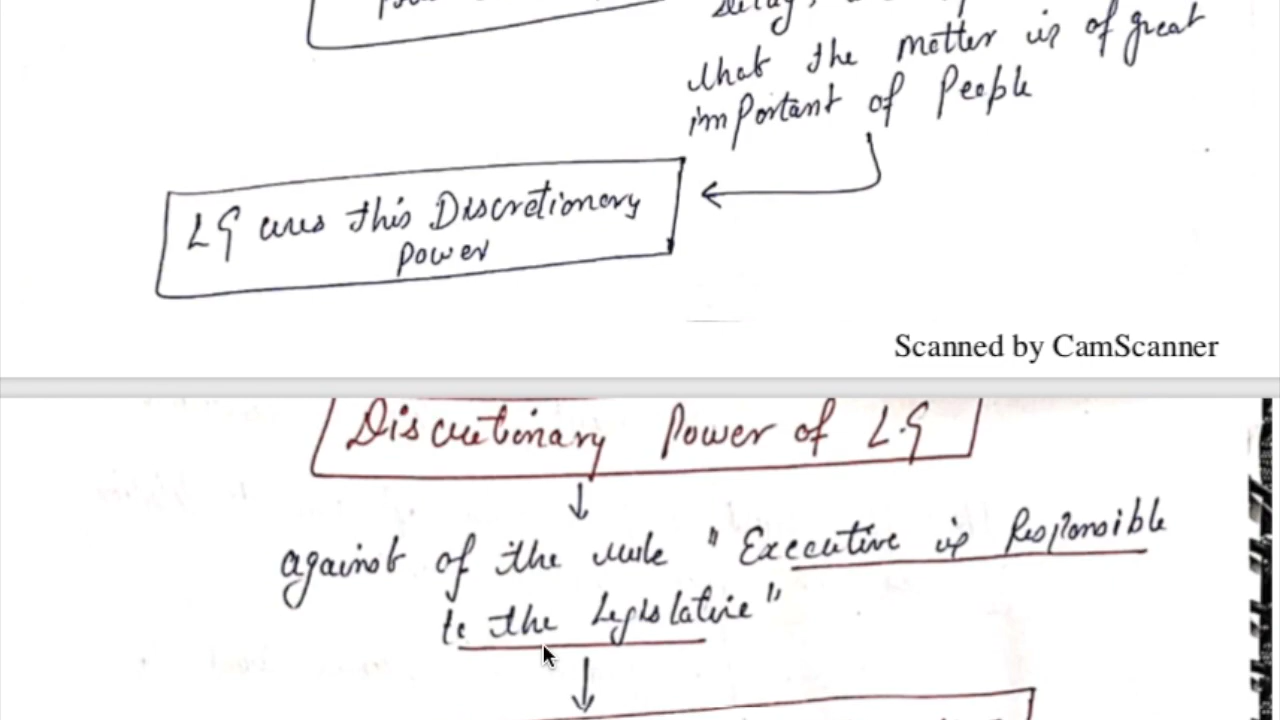 that the matter is of great
important of People
LG uses this Discretionary
Power
Scanned by CamScanner
Discretionary Power of L.G
against of the rule " Executive is Responsible
to the Legislative "